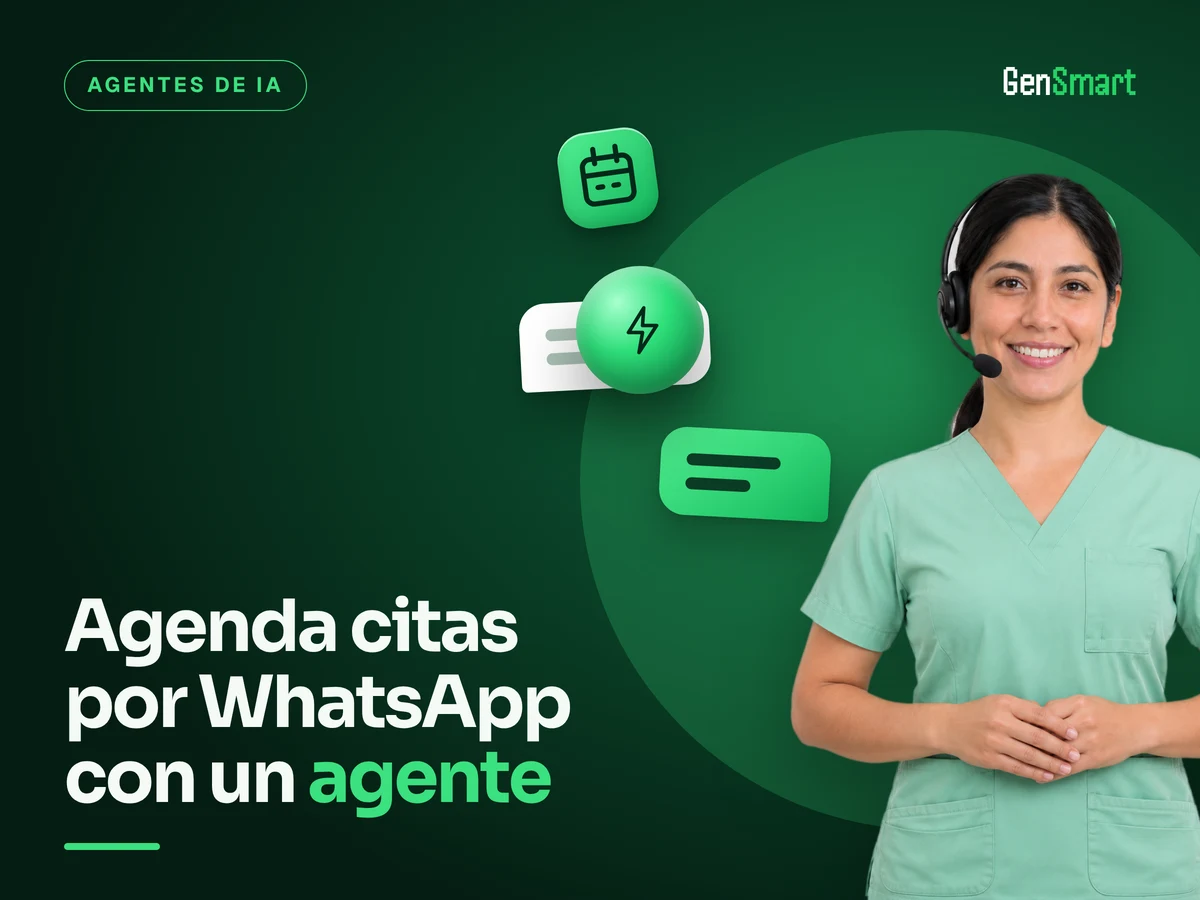 AGENTES DE IA
GenSmart
Agenda citas
por WhatsApp
con un agente